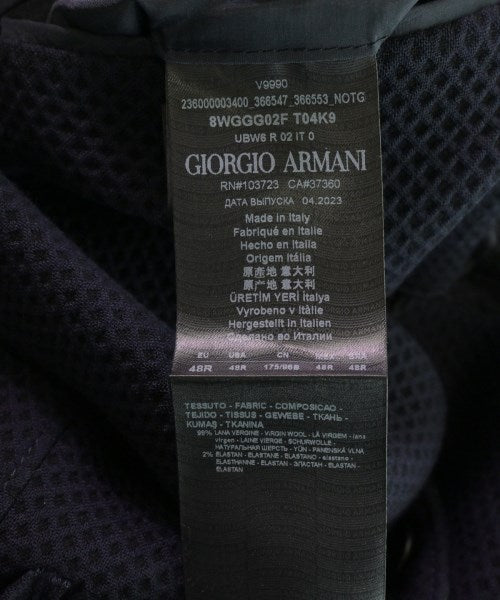 V9990
236000003400_366547_366553_NOTG
8WGGG02F T04K9
UBW6 R 02 IT 0
GIORGIO ARMANI
RN#103723 CA#37360
ДАТА ВЫПУСКА 04.2023
Made in Italy
Fabriqué en Italie
Hecho en Italia
Origem Itália
原産地 意大利
原产地 意大利
ÜRETİM YERİ İtalya
Vyrobeno v Itálie
Hergestellt in Italien
Сделано во Италии
EU USA CN
48R 48R 175/96B 48R 48R
TESSUTO - FABRIC - COMPOSICAO -
TEJIDO - TISSUS - GEWEBE - ТКАНЬ -
KUMAŞ - TKANINA
LANA VERGINE - VIRGIN WOOL - LÃ VIRGEM - lana
virgen - LAINE VIERGE - SCHURWOLLE -
НАТУРАЛЬНАЯ ШЕРСТЬ - YÜN - PANENSKÁ VLNA
2% ELASTAN - ELASTANE - ELASTANO - elastano -
ELASTHANNE - ELASTAN - ЭЛАСТАН - ELASTAN -
ELASTAN